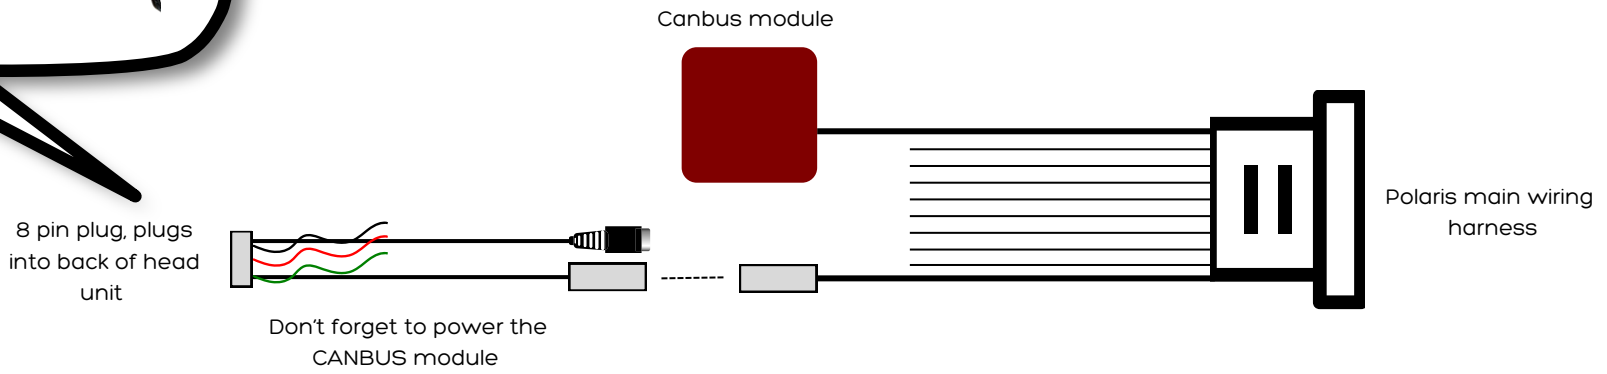 Canbus module
Polaris main wiring
harness
8 pin plug, plugs
into back of head
unit
Don't forget to power the
CANBUS module